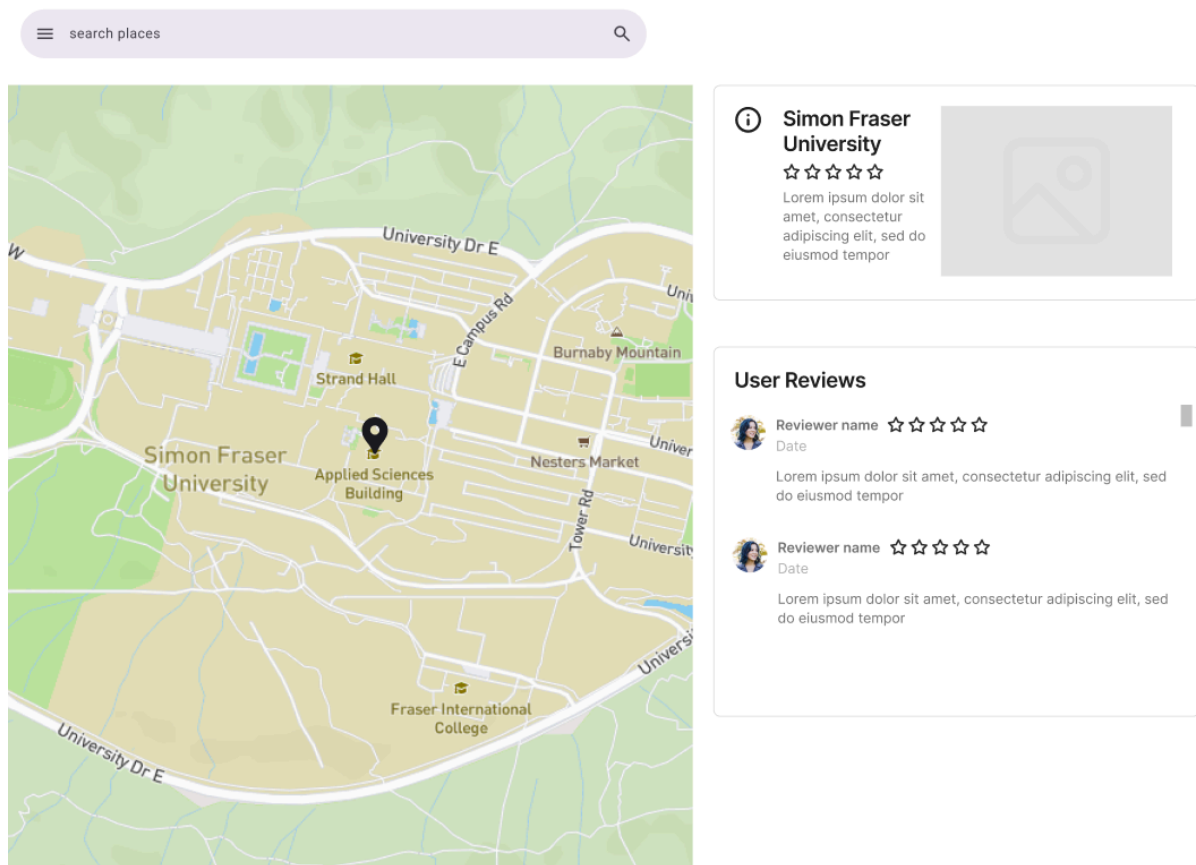 search places
W
University Dr E
Univ
E Campus Rd
Burnaby Mountain
Strand Hall
Simon Fraser
University
Applied Sciences
Building
Nesters Market
Univer
Tower Rd
Universit
Universi
Fraser International
College
University Dr E
Simon Fraser
University
Lorem ipsum dolor sit
amet, consectetur
adipiscing elit, sed do
eiusmod tempor
User Reviews
Reviewer name
Date
Lorem ipsum dolor sit amet, consectetur adipiscing elit, sed
do eiusmod tempor
Reviewer name
Date
Lorem ipsum dolor sit amet, consectetur adipiscing elit, sed
do eiusmod tempor